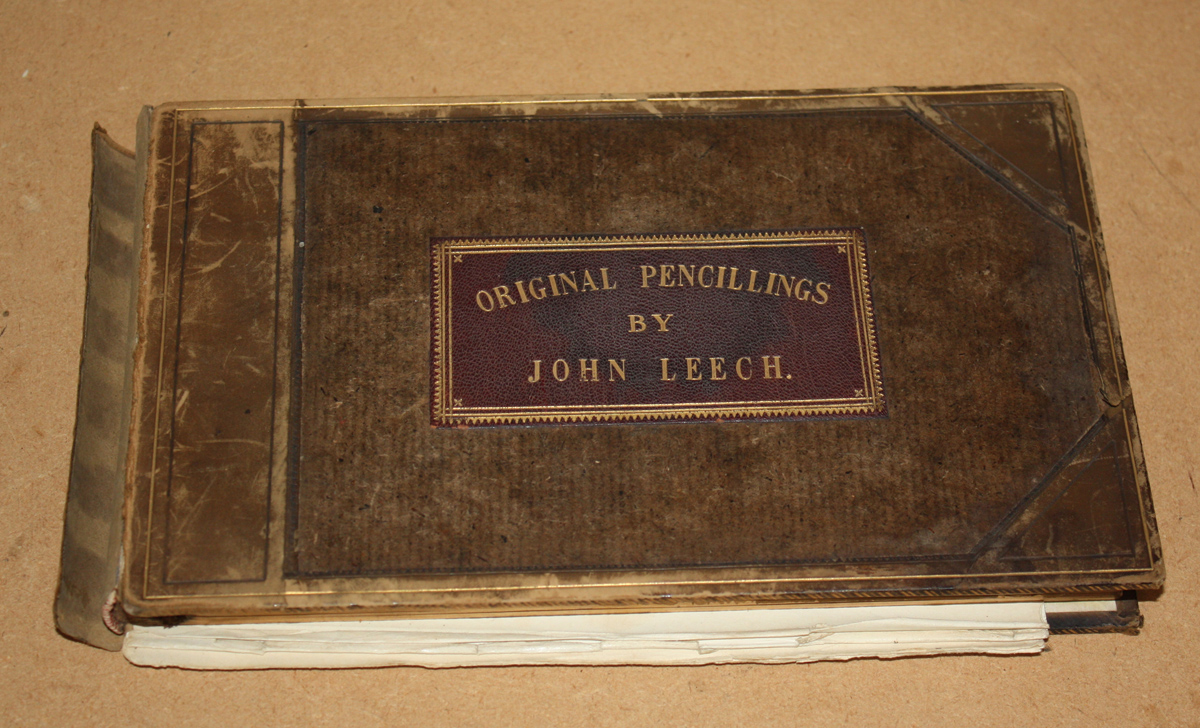 ORIGINAL PENCILLINGS
BY
JOHN LEECH.